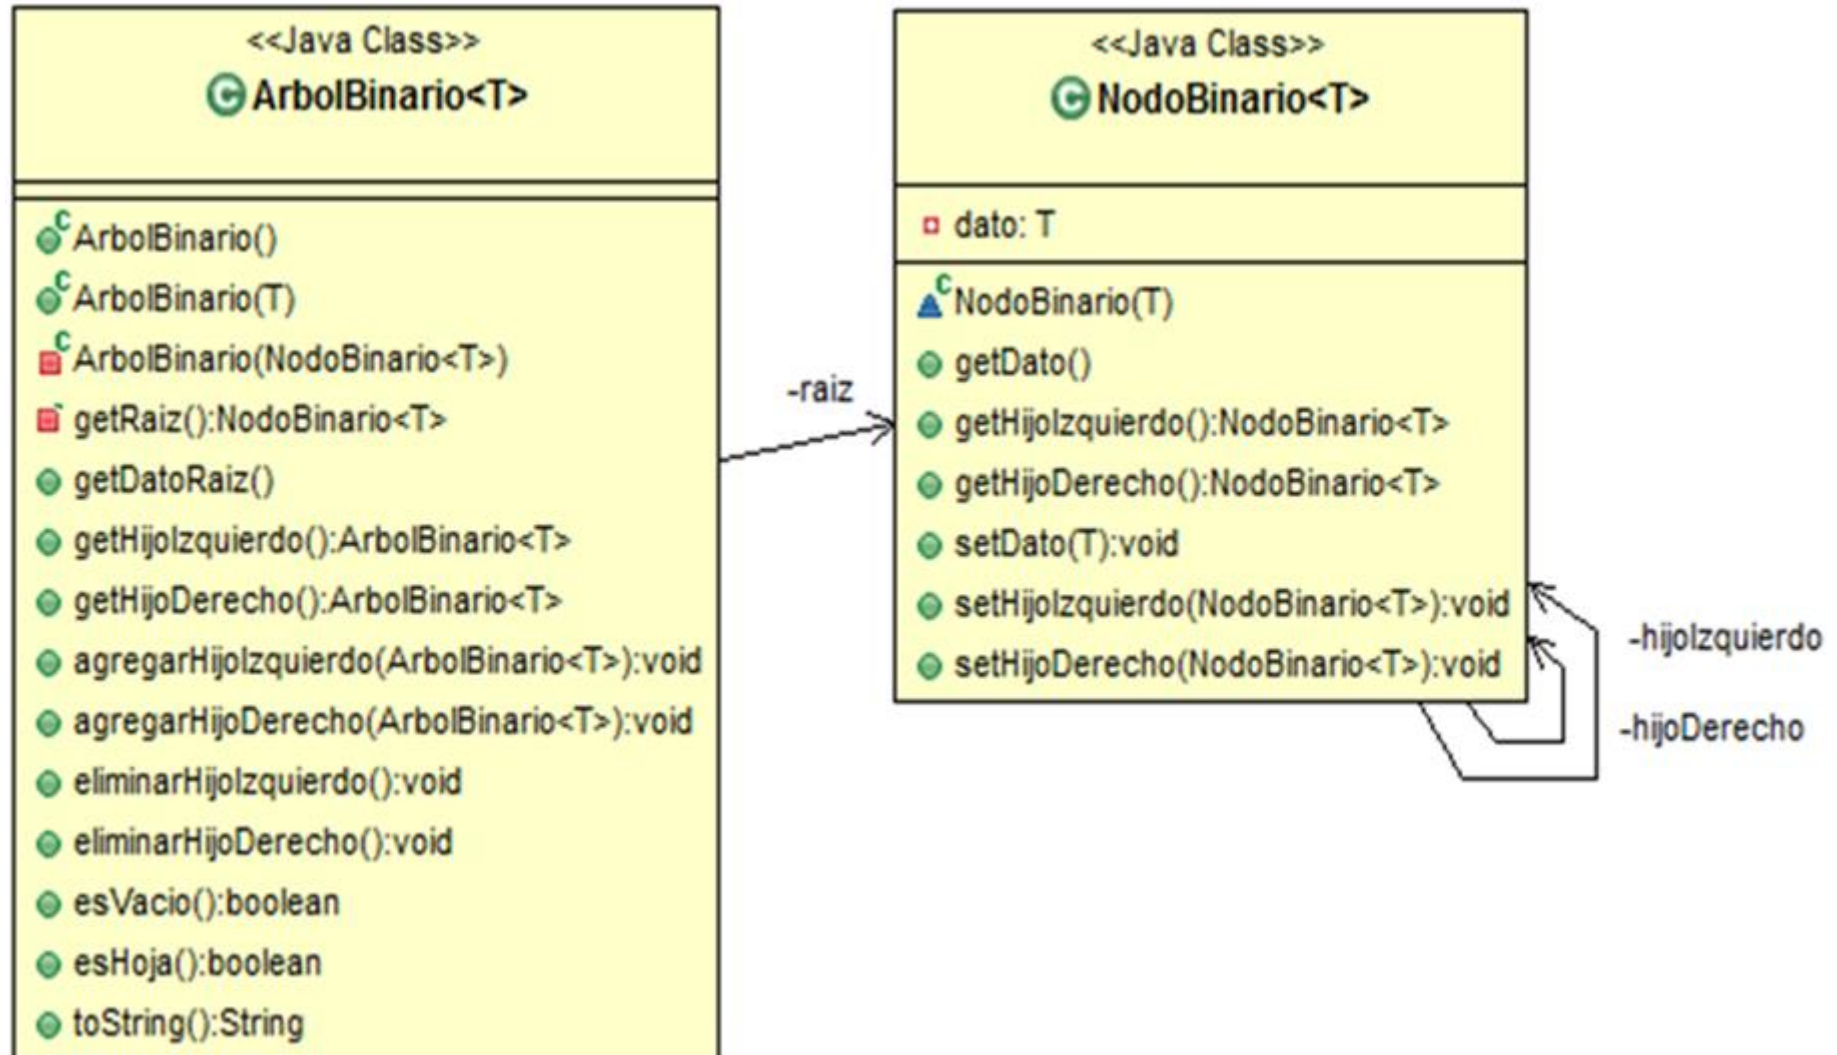 <<Java Class>>
ArbolBinario<T>
ArbolBinario()
ArbolBinario(T)
ArbolBinario(NodoBinario<T>)
getRaiz():NodoBinario<T>
getDatoRaiz()
getHijoIzquierdo():ArbolBinario<T>
getHijoDerecho():ArbolBinario<T>
agregarHijoIzquierdo(ArbolBinario<T>):void
agregarHijoDerecho(ArbolBinario<T>):void
eliminarHijoIzquierdo():void
eliminarHijoDerecho():void
esVacio():boolean
esHoja():boolean
toString():String
-raiz
<<Java Class>>
NodoBinario<T>
dato: T
NodoBinario(T)
getDato()
getHijoIzquierdo():NodoBinario<T>
getHijoDerecho():NodoBinario<T>
setDato(T):void
setHijoIzquierdo(NodoBinario<T>):void
setHijoDerecho(NodoBinario<T>):void
-hijoIzquierdo
-hijoDerecho